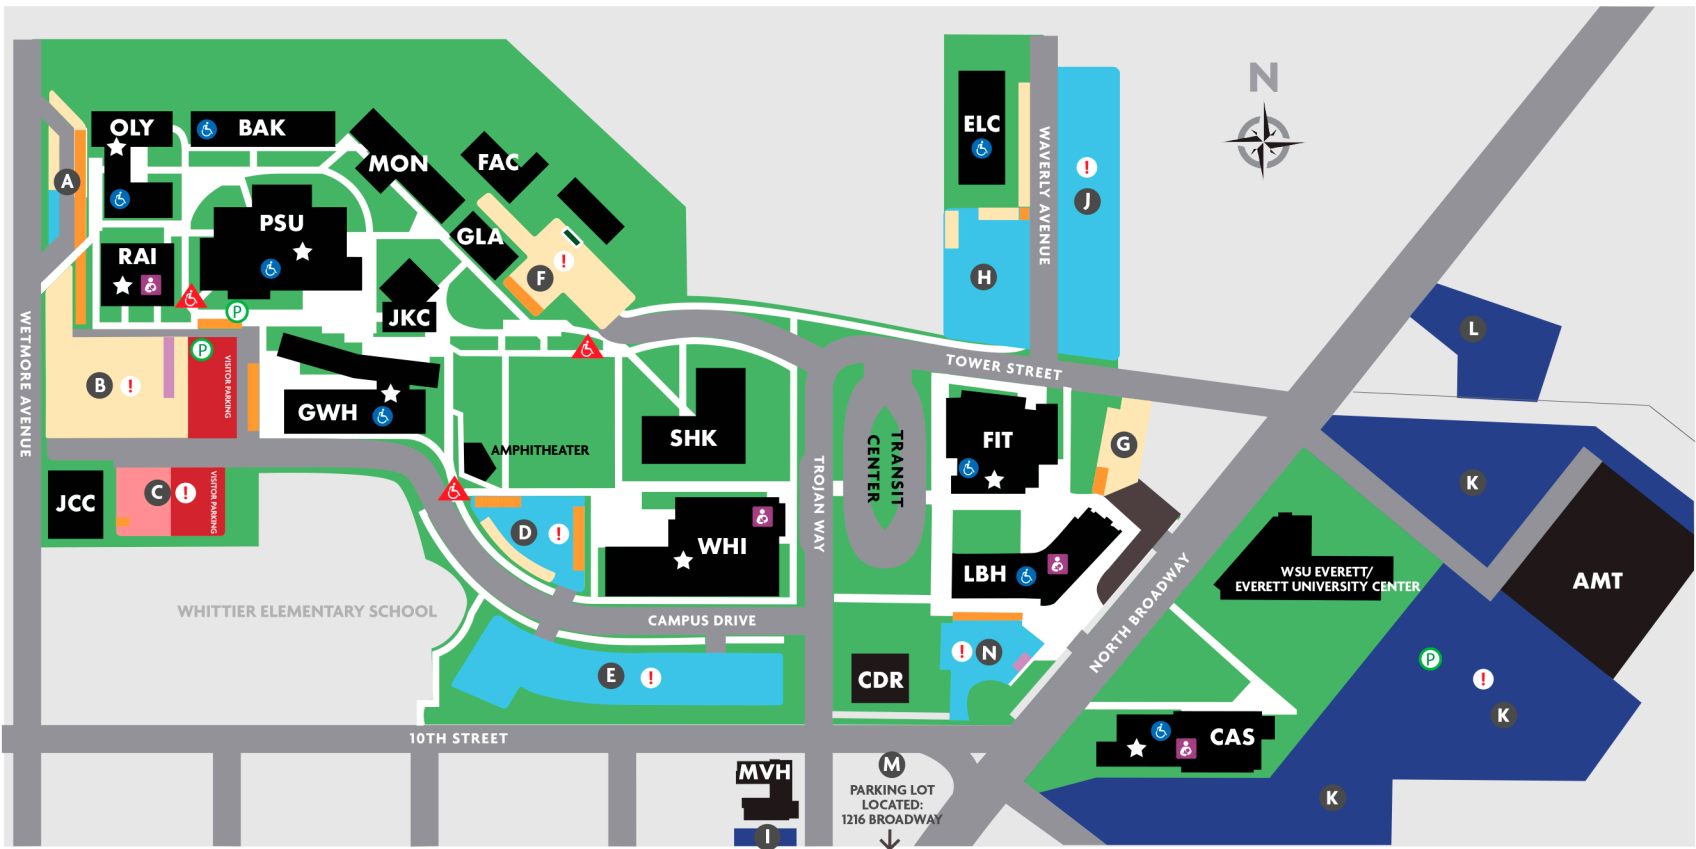 N
OLY
BAK
MON
FAC
ELC
WAVERLY AVENUE
!
J
A
PSU
GLA
RAI
F
!
H
P
JKC
WETMORE AVENUE
L
P
VISITOR PARKING
B
!
TOWER STREET
GWH
SHK
AMPHITHEATER
TRANSIT
CENTER
FIT
G
K
JCC
C
!
VISITOR PARKING
D
!
TROJAN WAY
WHI
LBH
WSU EVERETT/
EVERETT UNIVERSITY CENTER
AMT
WHITTIER ELEMENTARY SCHOOL
CAMPUS DRIVE
NORTH BROADWAY
!
N
P
E
!
CDR
!
K
10TH STREET
CAS
MVH
M
PARKING LOT
LOCATED:
1216 BROADWAY
K
I